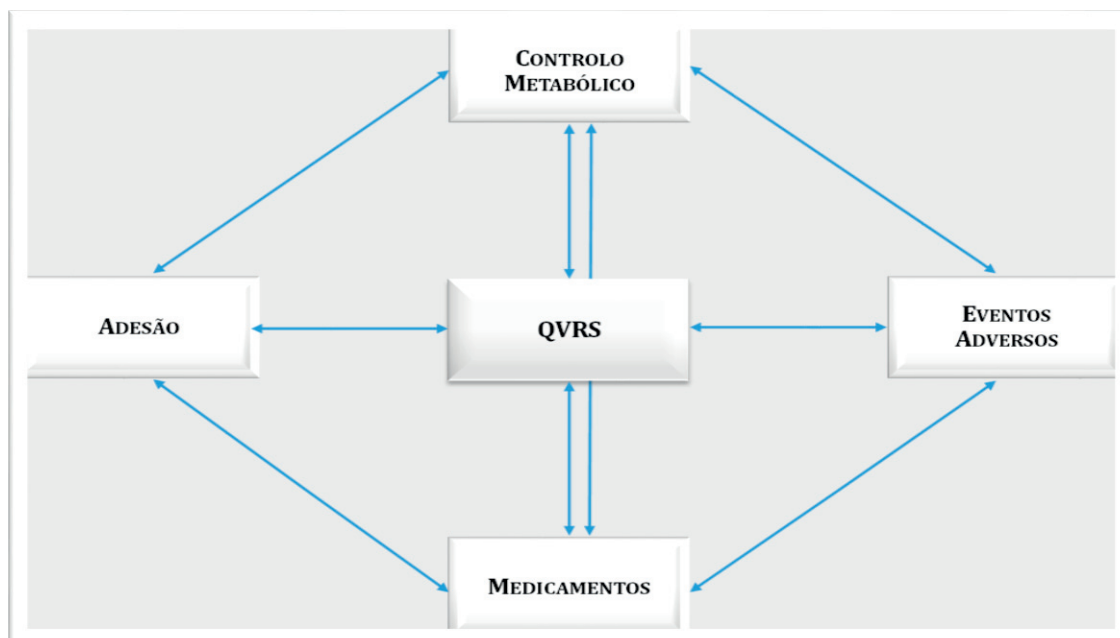 CONTROLO
METABÓLICO
ADESÃO
QVRS
EVENTOS
ADVERSOS
MEDICAMENTOS